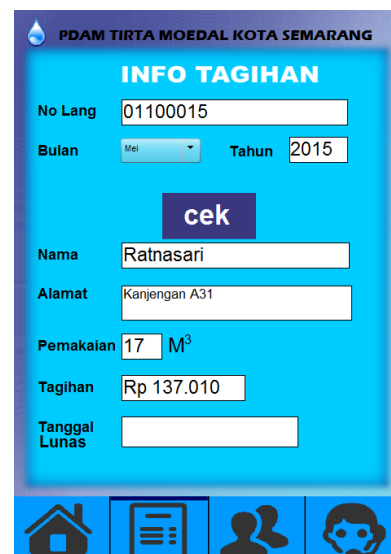 PDAM TIRTA MOEDAL KOTA SEMARANG
INFO TAGIHAN
No Lang 01100015
Bulan Mei Tahun 2015
cek
Nama Ratnasari
Alamat Kanjengan A31
Pemakaian 17 M³
Tagihan Rp 137.010
Tanggal
Lunas